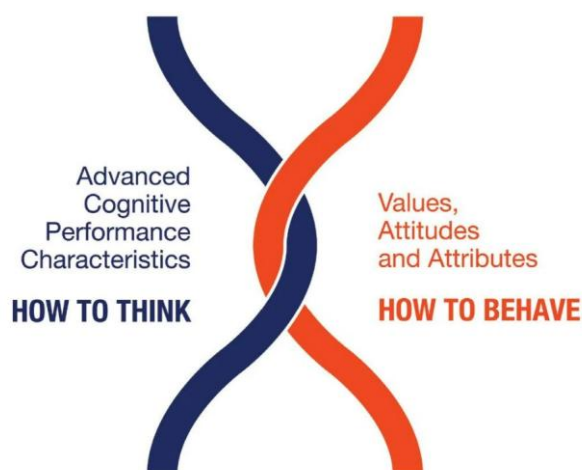 Advanced
Cognitive
Performance
Characteristics
HOW TO THINK
Values,
Attitudes
and Attributes
HOW TO BEHAVE